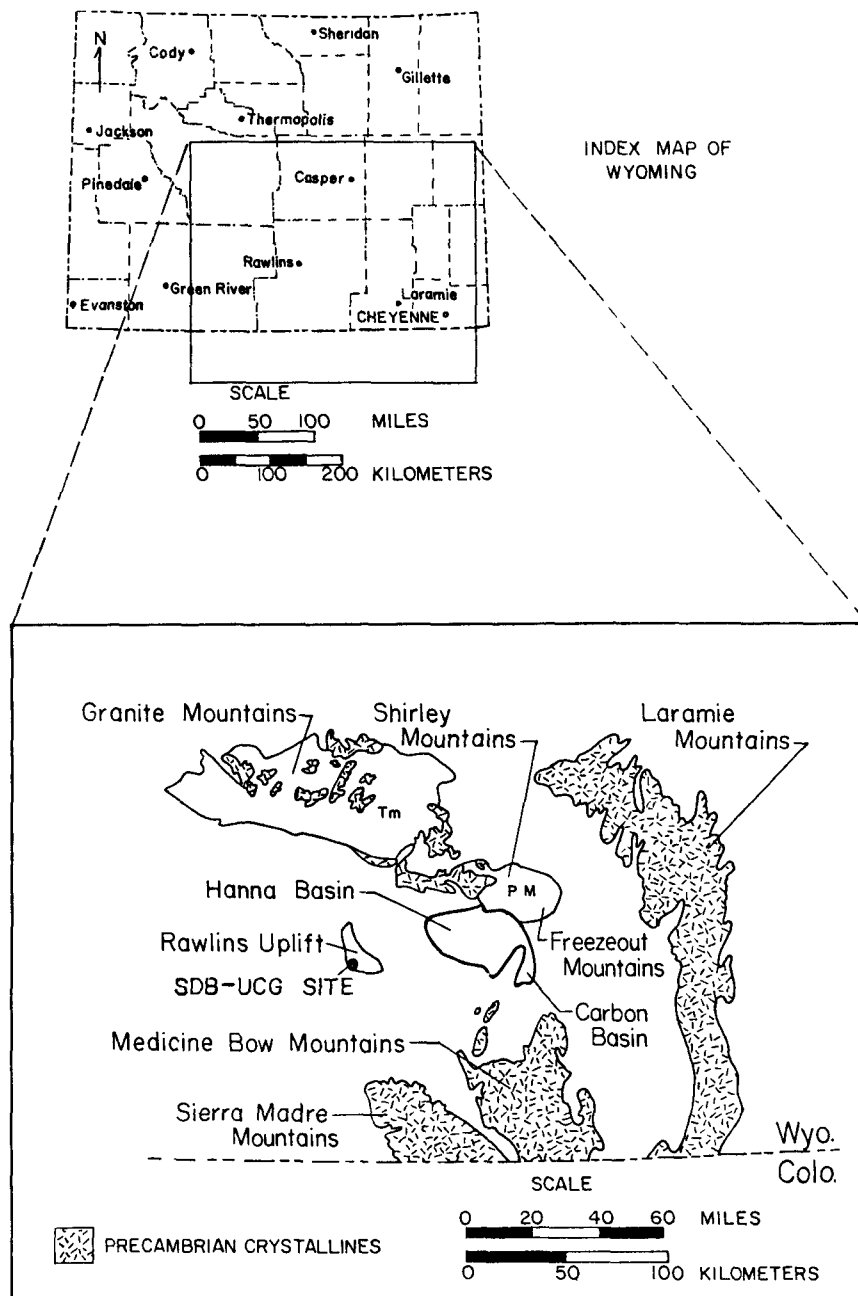 N
Sheridan
Cody
Gillette
Thermopolis
Jackson
INDEX MAP OF
WYOMING
Pinedale
Casper
Rawlins
Green River
Laramie
Evanston
CHEYENNE
SCALE
0 50 100 MILES
0 100 200 KILOMETERS
Granite Mountains
Shirley
Mountains
Laramie
Mountains
Tm
P M
Hanna Basin
Rawlins Uplift
Freezeout
Mountains
SDB-UCG SITE
Carbon
Basin
Medicine Bow Mountains
Sierra Madre
Mountains
Wyo.
Colo.
SCALE
0 20 40 60 MILES
PRECAMBRIAN CRYSTALLINES
0 50 100 KILOMETERS